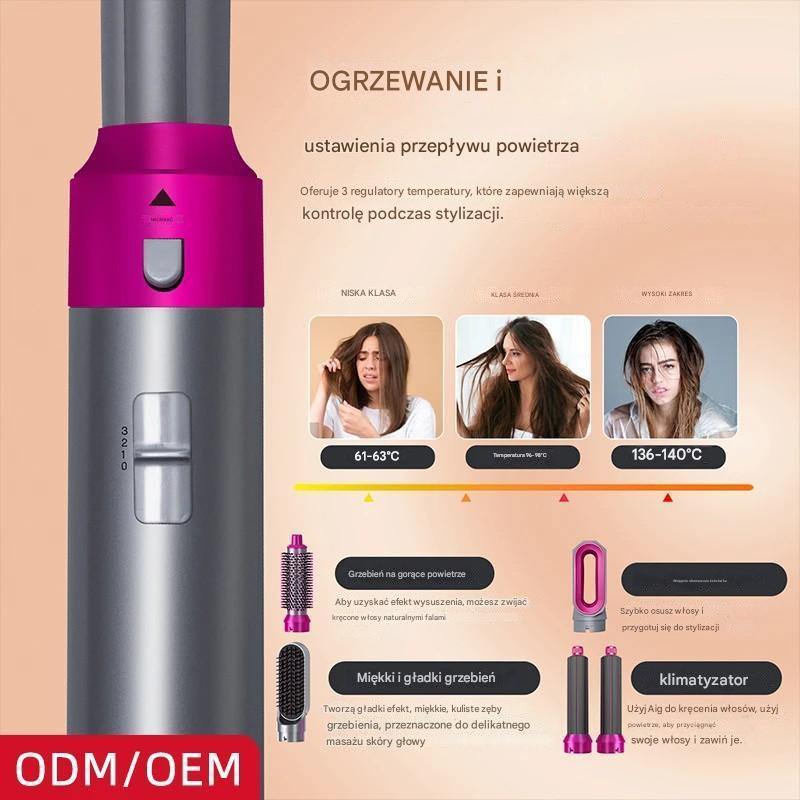 OGRZEWANIE i
ustawienia przepływu powietrza
Oferuje 3 regulatory temperatury, które zapewniają większą
kontrolę podczas stylizacji.
NISKA KLASA
KLASA ŚREDNIA
WYSOKI ZAKRES
61-63°C
Temperatura 96-98°C
136-140°C
3
2
1
0
Grzebień na gorące powietrze
Aby uzyskać efekt wysuszenia, możesz zwijać
kręcone włosy naturalnymi falami
Szybko osusz włosy i
przygotuj się do stylizacji
Miękki i gładki grzebień
Tworzą gładki efekt, miękkie, kuliste zęby
grzebienia, przeznaczone do delikatnego
masażu skóry głowy
klimatyzator
Użyj Aig do kręcenia włosów, użyj
powietrze, aby przyciągnąć
swoje włosy i zawiń je.
ODM/OEM